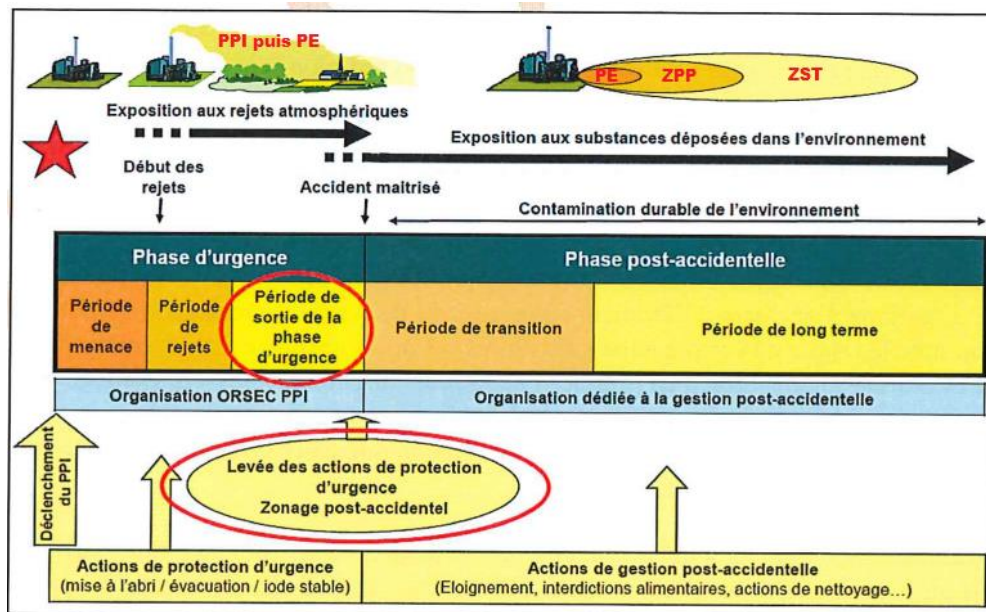 PPI puis PE
PE
ZPP
ZST
Exposition aux rejets atmosphériques
Exposition aux substances déposées dans l'environnement
Début des
rejets
Accident maitrisé
Contamination durable de l'environnement
Phase d'urgence
Phase post-accidentelle
Période
de
menace
Période
de
rejets
Période de
sortie de la
phase
d'urgence
Période de transition
Période de long terme
Organisation ORSEC PPI
Organisation dédiée à la gestion post-accidentelle
Déclenchement
du PPI
Levée des actions de protection
d'urgence
Zonage post-accidentel
Actions de protection d'urgence
(mise à l'abri / évacuation / iode stable)
Actions de gestion post-accidentelle
(Eloignement, interdictions alimentaires, actions de nettoyage…)